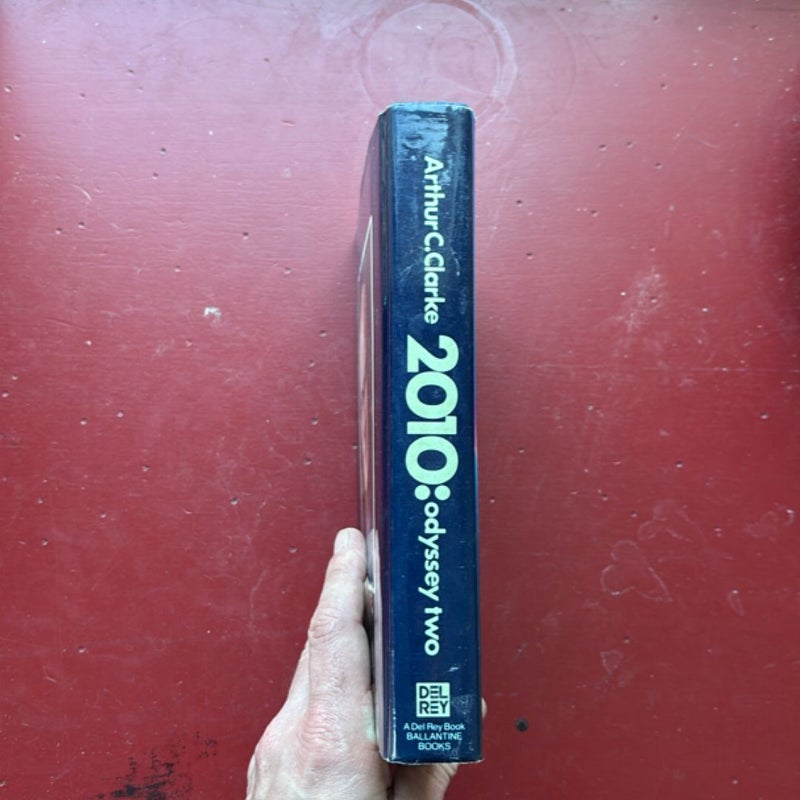 Arthur C. Clarke
2010: odyssey two
DEL
REY
A Del Rey Book
BALLANTINE
BOOKS